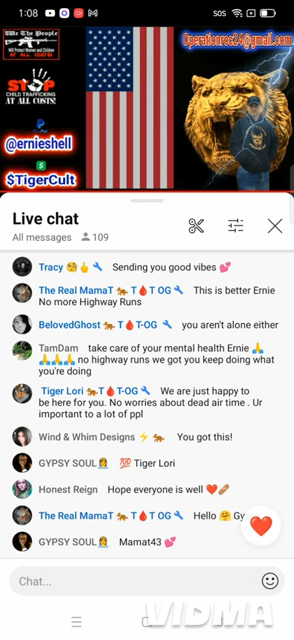 1:08
SOS
We The People
Will Protect Women and Children
AT ALL COSTS!
STOP
CHILD TRAFFICKING
AT ALL COSTS!
@ernieshell
$TigerCult
Operationroc24@gmail.com
Live chat
All messages 109
Tracy 🧐🖕🔧 Sending you good vibes 💕
The Real MamaT 🐅 T🩸T OG 🔧 This is better Ernie
No more Highway Runs
BelovedGhost 🐅 T🩸T-OG 🔧 you aren't alone either
TamDam take care of your mental health Ernie 🙏
🙏🙏🙏🙏 no highway runs we got you keep doing what
you're doing
Tiger Lori 🐅T🩸T-OG 🔧 We are just happy to
be here for you. No worries about dead air time . Ur
important to a lot of ppl
Wind & Whim Designs ⚡ 🐅 You got this!
GYPSY SOUL 💯 Tiger Lori
Honest Reign Hope everyone is well ❤️🩹
The Real MamaT 🐅 T🩸T OG 🔧 Hello 🤗 Gy
GYPSY SOUL Mamat43 💕
Chat...
VIDMA